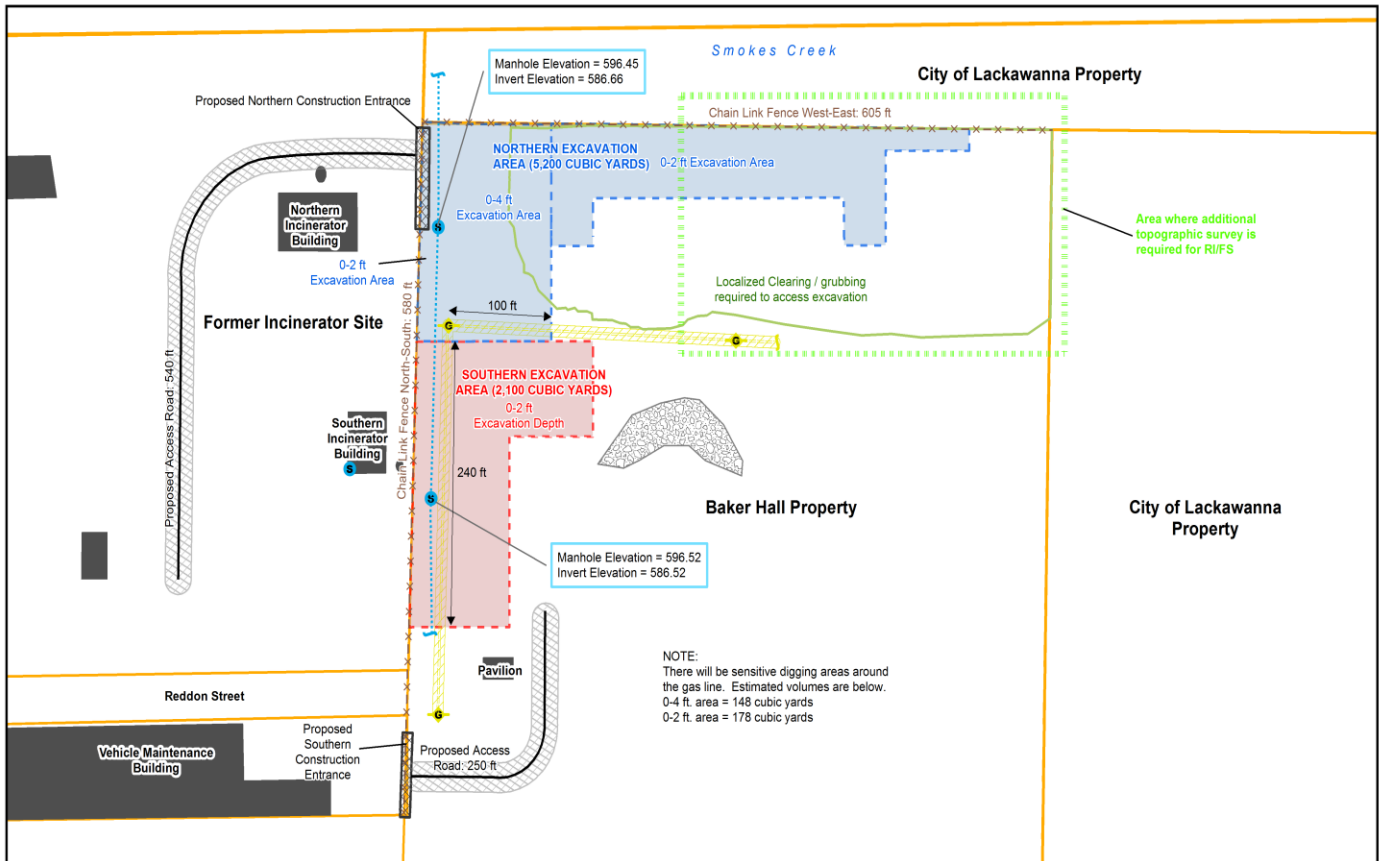 Smokes Creek
City of Lackawanna Property
Manhole Elevation = 596.45
Invert Elevation = 586.66
Proposed Northern Construction Entrance
Chain Link Fence West-East: 605 ft
NORTHERN EXCAVATION
AREA (5,200 CUBIC YARDS)
0-2 ft Excavation Area
0-4 ft
Excavation Area
Northern
Incinerator
Building
S
Area where additional
topographic survey is
required for RI/FS
0-2 ft
Excavation Area
Localized Clearing / grubbing
required to access excavation
100 ft
Former Incinerator Site
G
G
Chain Link Fence North-South: 580 ft
Proposed Access Road: 540 ft
SOUTHERN EXCAVATION
AREA (2,100 CUBIC YARDS)
0-2 ft
Excavation Depth
Southern
Incinerator
Building
S
240 ft
S
Baker Hall Property
City of Lackawanna
Property
Manhole Elevation = 596.52
Invert Elevation = 586.52
NOTE:
There will be sensitive digging areas around
the gas line. Estimated volumes are below.
0-4 ft. area = 148 cubic yards
0-2 ft. area = 178 cubic yards
Pavilion
Reddon Street
G
Proposed
Southern
Construction
Entrance
Proposed Access
Road: 250 ft
Vehicle Maintenance
Building